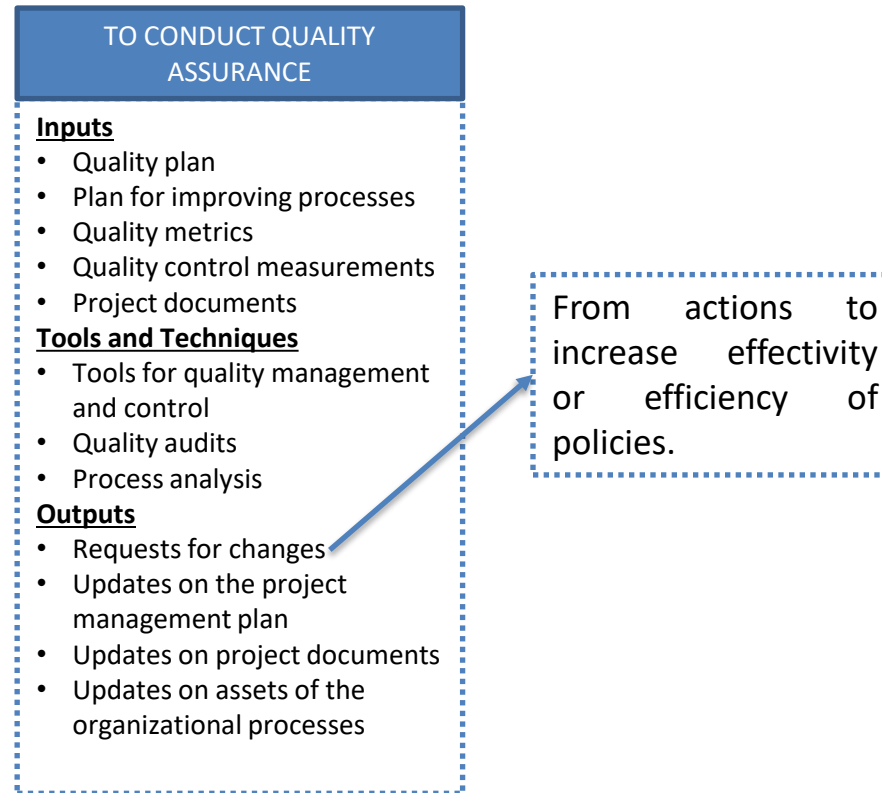 TO CONDUCT QUALITY
ASSURANCE
Inputs
• Quality plan
• Plan for improving processes
• Quality metrics
• Quality control measurements
• Project documents
Tools and Techniques
• Tools for quality management
and control
• Quality audits
• Process analysis
Outputs
• Requests for changes
• Updates on the project
management plan
• Updates on project documents
• Updates on assets of the
organizational processes
From actions to
increase effectivity
or efficiency of
policies.